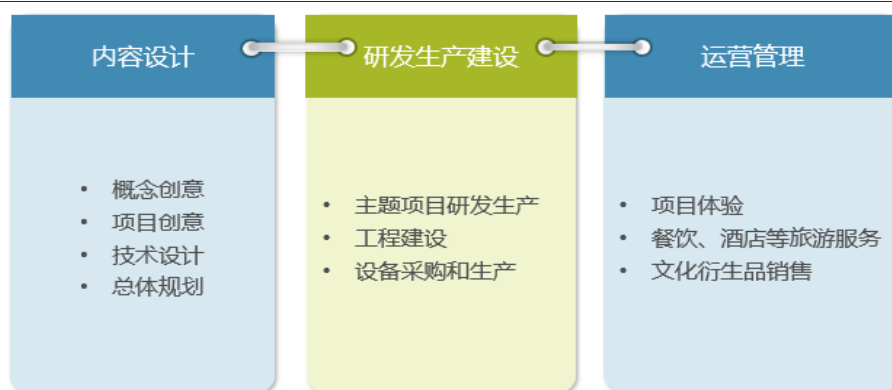 内容设计
概念创意
项目创意
技术设计
总体规划
研发生产建设
主题项目研发生产
工程建设
设备采购和生产
运营管理
项目体验
餐饮、酒店等旅游服务
文化衍生品销售